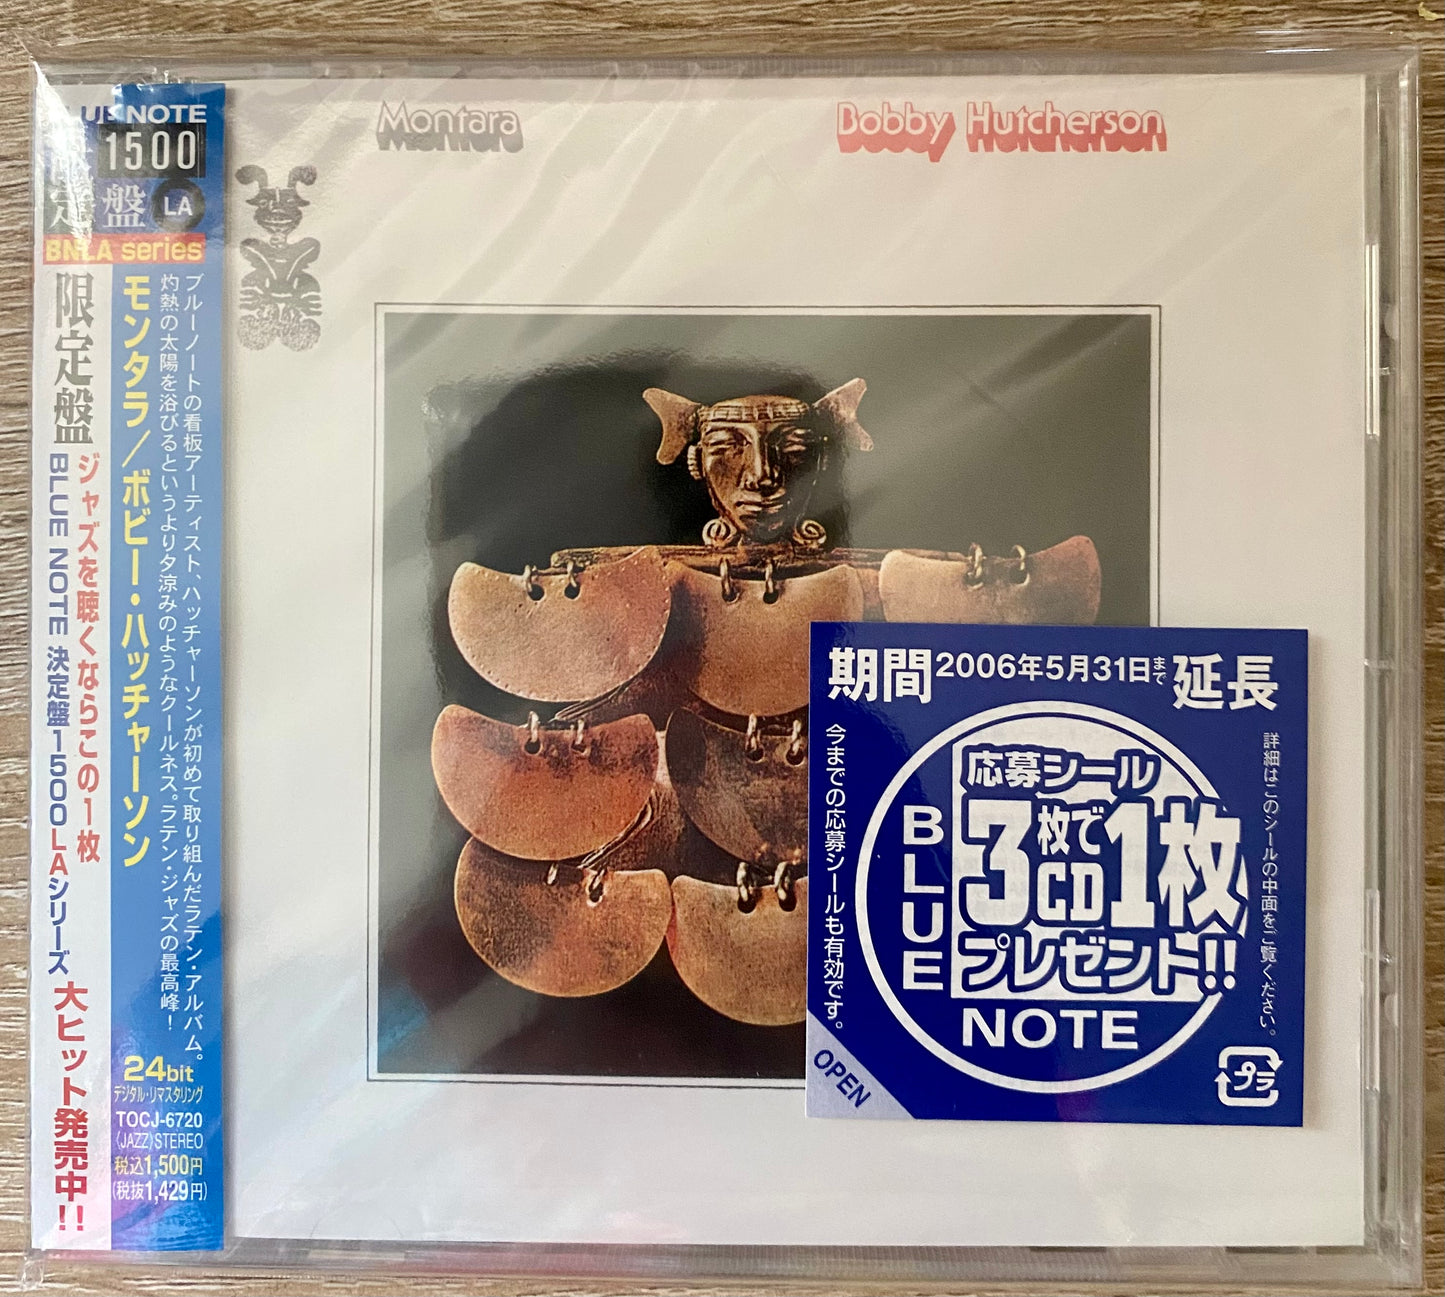 BLUE NOTE
1500
決定盤 LA
BNLA series
限定盤
ジャズを聴くならこの1枚
BLUE NOTE 決定盤1500LAシリーズ 大ヒット発売中!!
ブルーノートの看板アーティスト、ハッチャーソンが初めて取り組んだラテン・アルバム。
灼熱の太陽を浴びるというより夕涼みのようなクールネス。ラテン・ジャズの最高峰!
モンタラ/ボビー・ハッチャーソン
24bit
デジタル・リマスタリング
TOCJ-6720
(JAZZ)STEREO
税込1,500円
(税抜1,429円)
Montara
Bobby Hutcherson
期間2006年5月31日まで延長
今までの応募シールも有効です。
応募シール
3枚で
CD1枚
プレゼント!!
BLUE
NOTE
詳細はこのシールの中面をご覧ください。
OPEN
プラ